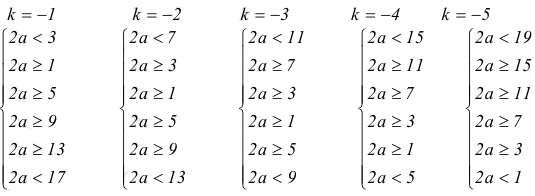 k = −1 k = −2 k = −3 k = −4 k = −5
2a < 3 2a < 7 2a < 11 2a < 15 2a < 19
2a ≥ 1 2a ≥ 3 2a ≥ 7 2a ≥ 11 2a ≥ 15
2a ≥ 5 2a ≥ 1 2a ≥ 3 2a ≥ 7 2a ≥ 11
2a ≥ 9 2a ≥ 5 2a ≥ 1 2a ≥ 3 2a ≥ 7
2a ≥ 13 2a ≥ 9 2a ≥ 5 2a ≥ 1 2a ≥ 3
2a < 17 2a < 13 2a < 9 2a < 5 2a < 1